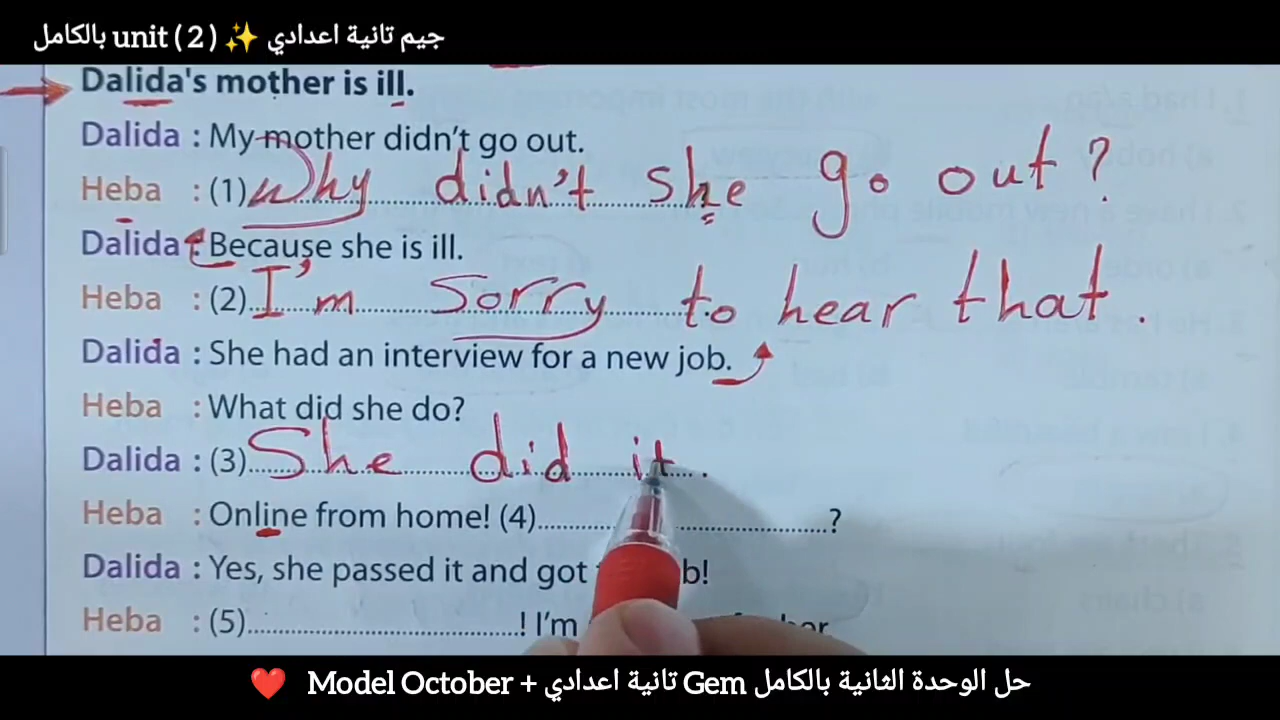 جيم تانية اعدادي ✨ unit ( 2 ) بالكامل
Dalida's mother is ill.
Dalida : My mother didn't go out.
Heba : (1) Why didn't she go out?
Dalida : Because she is ill.
Heba : (2) I'm sorry to hear that.
Dalida : She had an interview for a new job.
Heba : What did she do?
Dalida : (3) She did it .
Heba : Online from home! (4)..............................?
Dalida : Yes, she passed it and got b!
Heba : (5)..............................! I'm her.
حل الوحدة الثانية بالكامل Gem تانية اعدادي + Model October ❤️